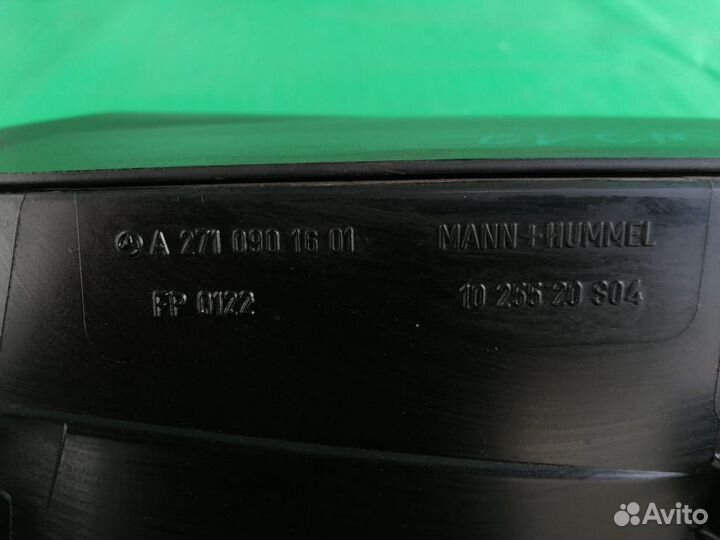 A 271 090 16 01
MANN+HUMMEL
FP 0122
10 255 20 S04
Avito